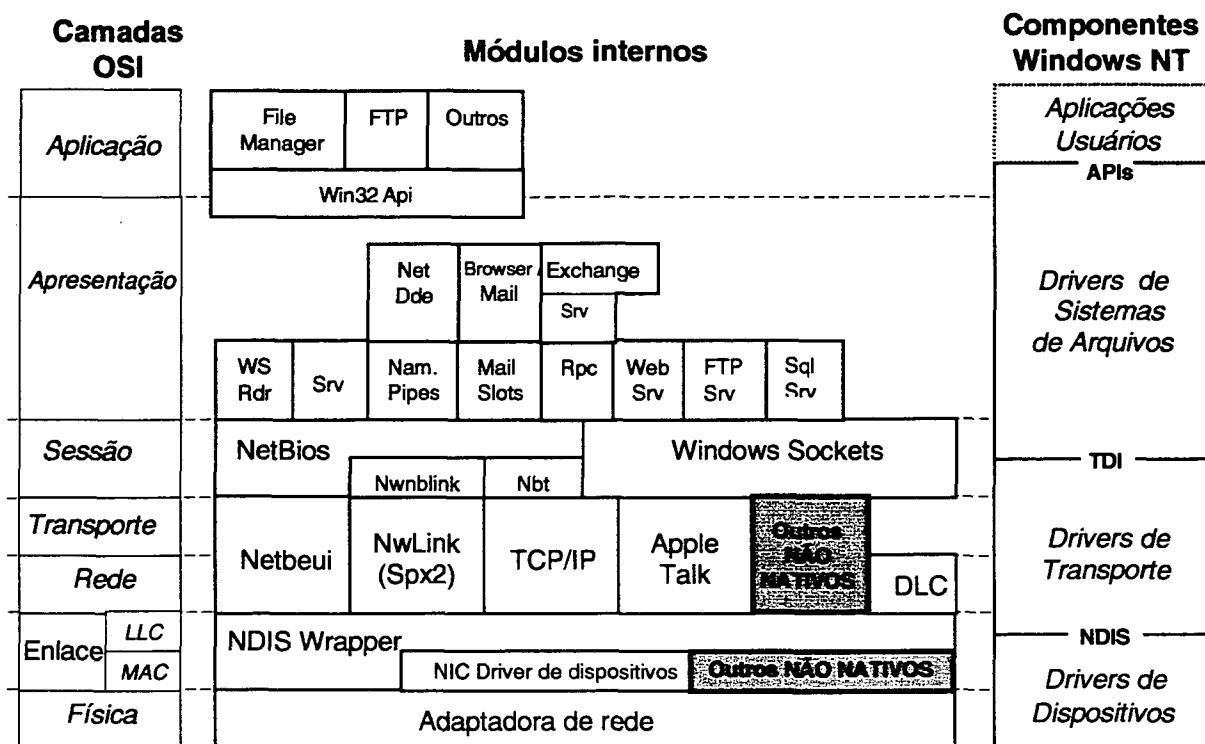 Camadas
OSI
Módulos internos
Componentes
Windows NT
Aplicação
File
Manager
FTP
Outros
Win32 Api
Aplicações
Usuários
APIs
Apresentação
Net
Dde
Browser
Mail
Exchange
Srv
WS
Rdr
Srv
Nam.
Pipes
Mail
Slots
Rpc
Web
Srv
FTP
Srv
Sql
Srv
Drivers de
Sistemas
de Arquivos
Sessão
NetBios
Windows Sockets
Nwnblink
Nbt
TDI
Transporte
Rede
Netbeui
NwLink
(Spx2)
TCP/IP
Apple
Talk
Outros
NÃO
NATIVOS
DLC
Drivers de
Transporte
Enlace
LLC
MAC
NDIS Wrapper
NIC Driver de dispositivos
Outros NÃO NATIVOS
NDIS
Física
Adaptadora de rede
Drivers de
Dispositivos